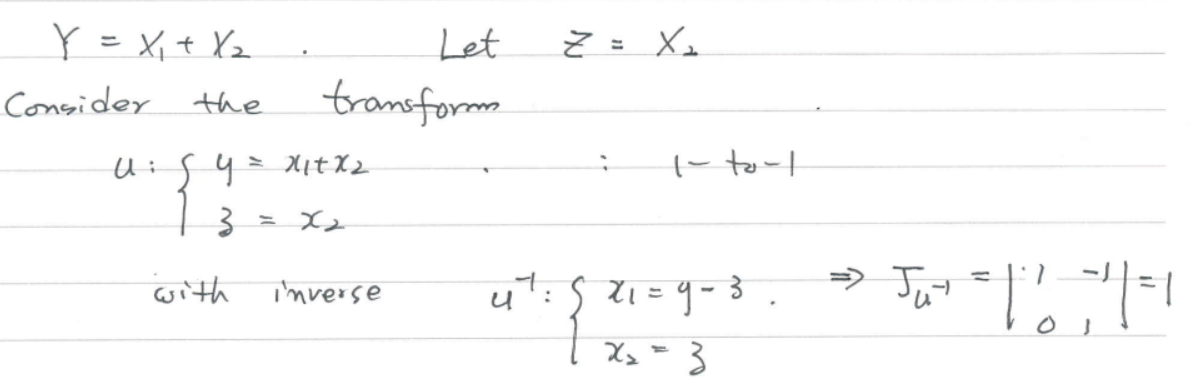 Y = X₁ + X₂ . Let Z = X₂
Consider the transform
u : { y = x₁+x₂ . : 1-to-1
z = x₂
with inverse u⁻¹ : { x₁ = y - z . ⇒ J_u⁻¹ = | 1 -1 | = 1
x₂ = z | 0 1 |